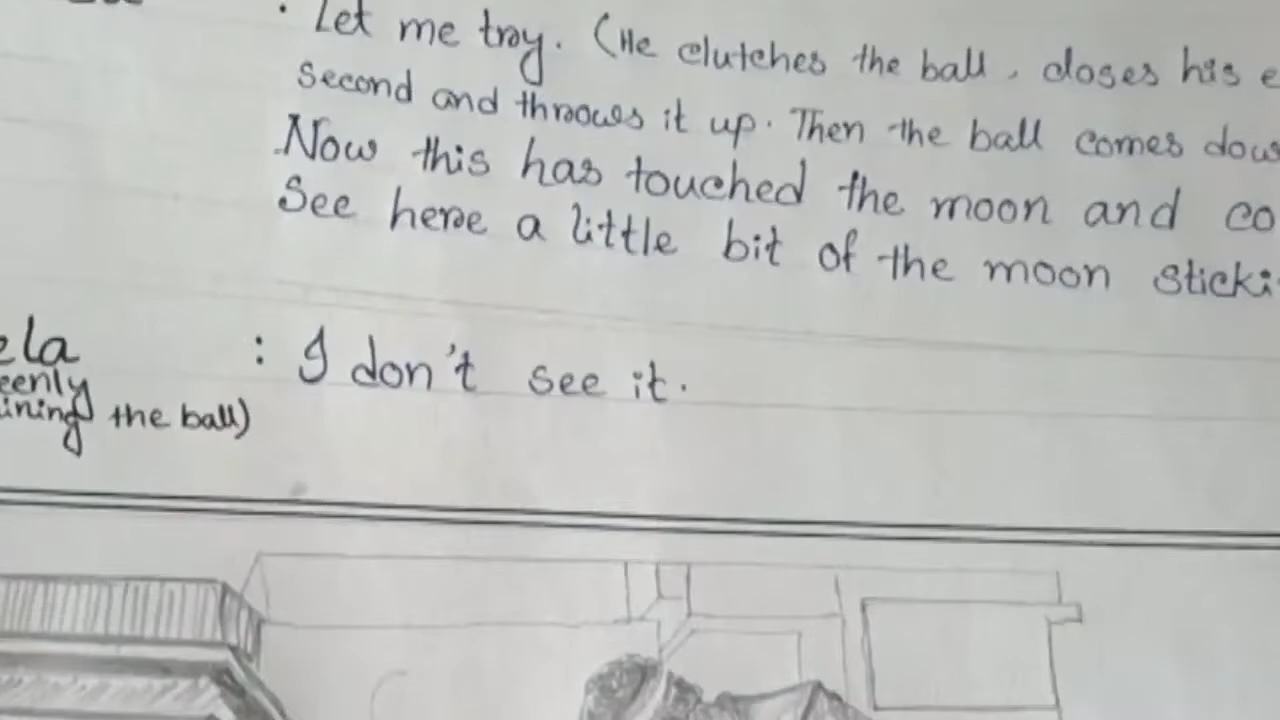 Let me try. (He clutches the ball, closes his
second and throws it up. Then the ball comes
Now this has touched the moon and
See here a little bit of the moon
: I don't see it.
the ball)